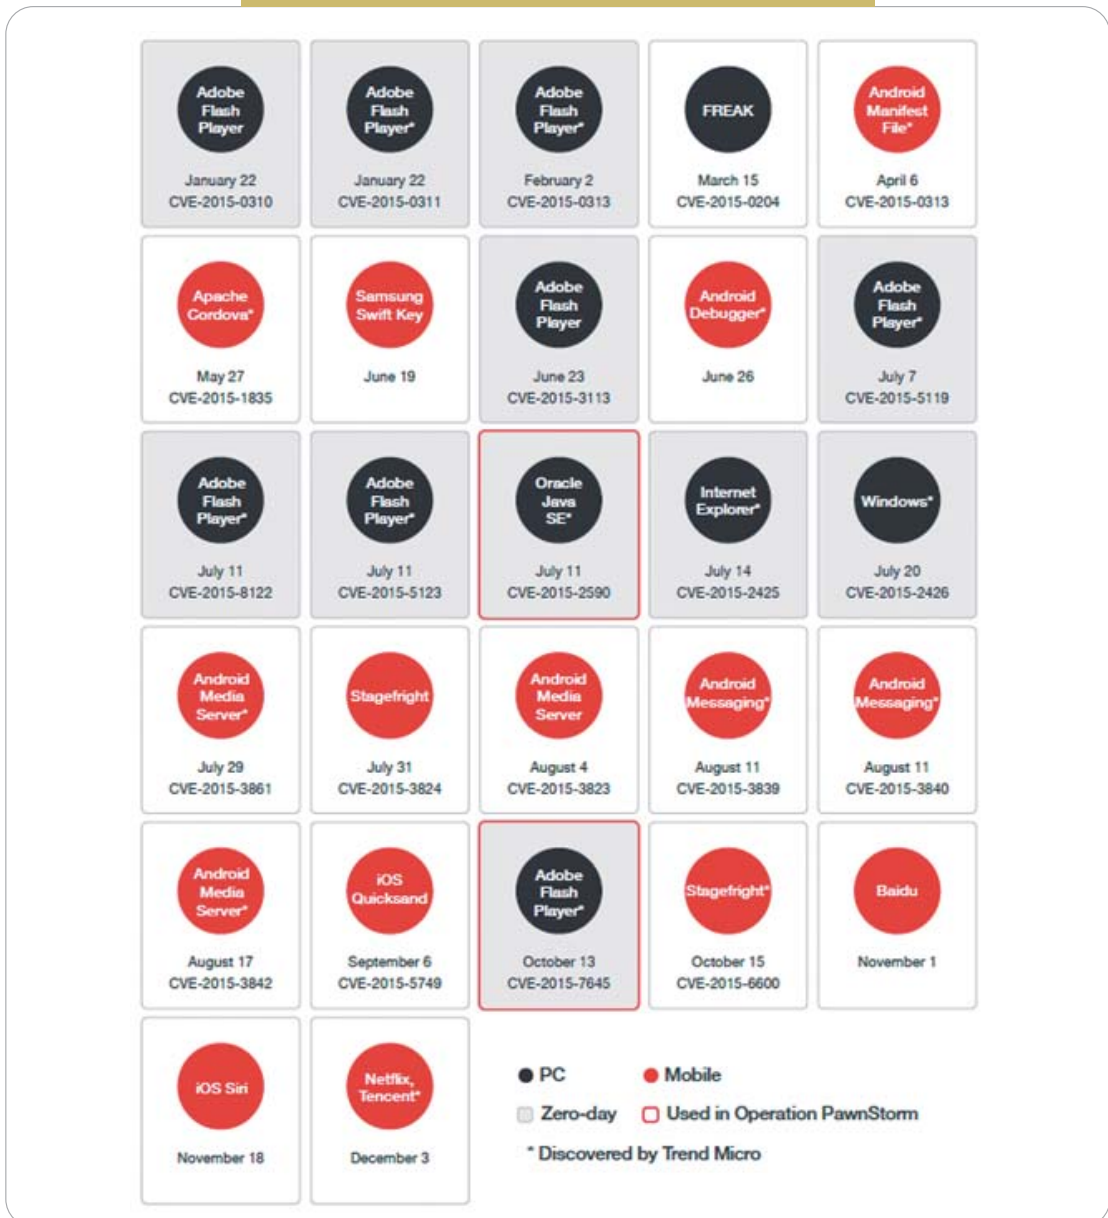 Adobe
Flash
Player
January 22
CVE-2015-0310
Adobe
Flash
Player*
January 22
CVE-2015-0311
Adobe
Flash
Player*
February 2
CVE-2015-0313
FREAK
March 15
CVE-2015-0204
Android
Manifest
File*
April 6
CVE-2015-0313
Apache
Cordova*
May 27
CVE-2015-1835
Samsung
Swift Key
June 19
Adobe
Flash
Player
June 23
CVE-2015-3113
Android
Debugger*
June 26
Adobe
Flash
Player*
July 7
CVE-2015-5119
Adobe
Flash
Player*
July 11
CVE-2015-8122
Adobe
Flash
Player*
July 11
CVE-2015-5123
Oracle
Java
SE*
July 11
CVE-2015-2590
Internet
Explorer*
July 14
CVE-2015-2425
Windows*
July 20
CVE-2015-2426
Android
Media
Server*
July 29
CVE-2015-3861
Stagefright
July 31
CVE-2015-3824
Android
Media
Server
August 4
CVE-2015-3823
Android
Messaging*
August 11
CVE-2015-3839
Android
Messaging*
August 11
CVE-2015-3840
Android
Media
Server*
August 17
CVE-2015-3842
iOS
Quicksand
September 6
CVE-2015-5749
Adobe
Flash
Player*
October 13
CVE-2015-7645
Stagefright*
October 15
CVE-2015-6600
Baidu
November 1
iOS Siri
November 18
Netflix,
Tencent*
December 3
PC
Mobile
Zero-day
Used in Operation PawnStorm
* Discovered by Trend Micro